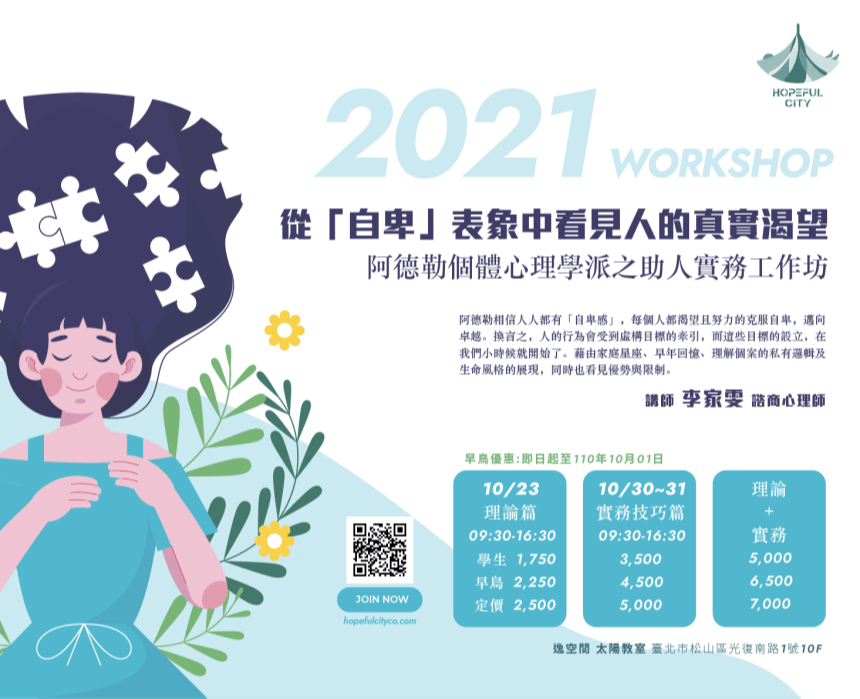 HOPEFUL
CITY
2021 WORKSHOP
從「自卑」表象中看見人的真實渴望
阿德勒個體心理學派之助人實務工作坊
阿德勒相信人人都有「自卑感」，每個人都渴望且努力的克服自卑，邁向
卓越。換言之，人的行為會受到虛構目標的牽引，而這些目標的設立，在
我們小時候就開始了。藉由家庭星座、早年回憶、理解個案的私有邏輯及
生命風格的展現，同時也看見優勢與限制。
講師 李家雯 諮商心理師
早鳥優惠:即日起至110年10月01日
10/23
理論篇
09:30-16:30
學生 1,750
早鳥 2,250
定價 2,500
10/30~31
實務技巧篇
09:30-16:30
3,500
4,500
5,000
理論
+
實務
5,000
6,500
7,000
JOIN NOW
hopefulcityco.com
逸空間 太陽教室 臺北市松山區光復南路1號10F